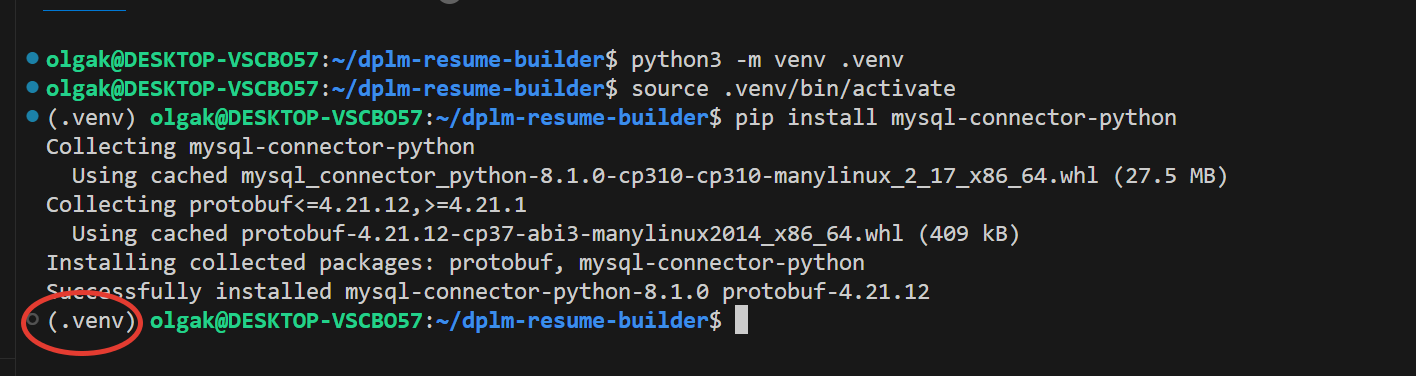 olgak@DESKTOP-VSCBO57:~/dplm-resume-builder$ python3 -m venv .venv
olgak@DESKTOP-VSCBO57:~/dplm-resume-builder$ source .venv/bin/activate
(.venv) olgak@DESKTOP-VSCBO57:~/dplm-resume-builder$ pip install mysql-connector-python
Collecting mysql-connector-python
  Using cached mysql_connector_python-8.1.0-cp310-cp310-manylinux_2_17_x86_64.whl (27.5 MB)
Collecting protobuf<=4.21.12,>=4.21.1
  Using cached protobuf-4.21.12-cp37-abi3-manylinux2014_x86_64.whl (409 kB)
Installing collected packages: protobuf, mysql-connector-python
Successfully installed mysql-connector-python-8.1.0 protobuf-4.21.12
(.venv) olgak@DESKTOP-VSCBO57:~/dplm-resume-builder$